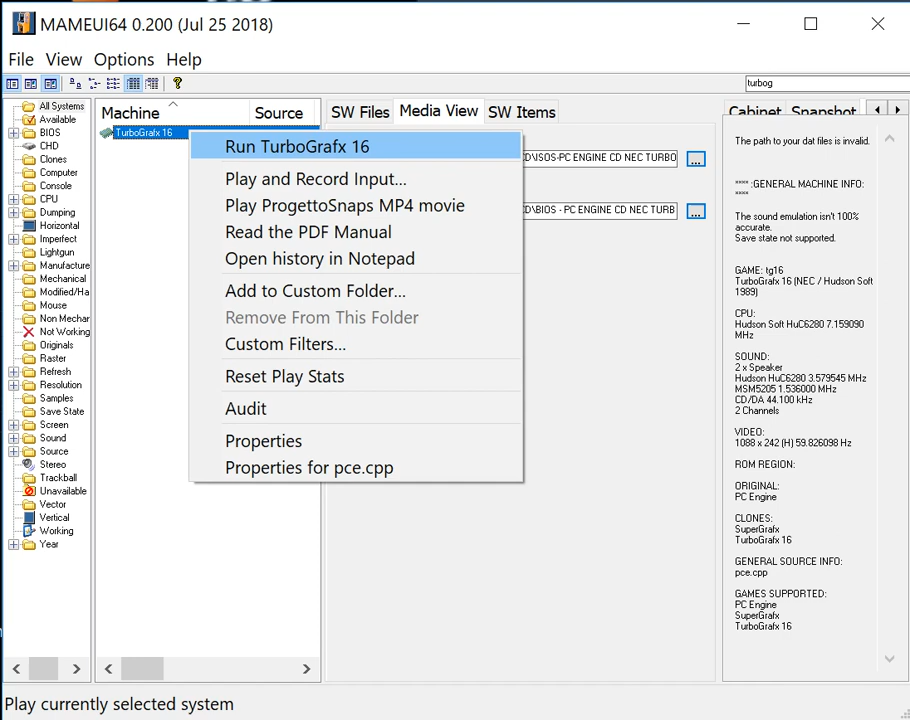 MAMEUI64 0.200 (Jul 25 2018)
File View Options Help
turbog
All Systems
Available
BIOS
CHD
Clones
Computer
Console
CPU
Dumping
Horizontal
Imperfect
Lightgun
Manufacture
Mechanical
Modified/Ha
Mouse
Non Mechar
Not Working
Originals
Raster
Refresh
Resolution
Samples
Save State
Screen
Sound
Source
Stereo
Trackball
Unavailable
Vector
Vertical
Working
Year
Machine Source
TurboGrafx 16
Run TurboGrafx 16
Play and Record Input...
Play ProgettoSnaps MP4 movie
Read the PDF Manual
Open history in Notepad
Add to Custom Folder...
Remove From This Folder
Custom Filters...
Reset Play Stats
Audit
Properties
Properties for pce.cpp
SW Files Media View SW Items
CD\ISOS-PC ENGINE CD NEC TURBO
...
CD\BIOS - PC ENGINE CD NEC TURB
...
Cabinet Snapshot
The path to your dat files is invalid.
**** :GENERAL MACHINE INFO:
****
The sound emulation isn't 100%
accurate.
Save state not supported.
GAME: tg16
TurboGrafx 16 (NEC / Hudson Soft
1989)
CPU:
Hudson Soft HuC6280 7.159090
MHz
SOUND:
2 x Speaker
Hudson HuC6280 3.579545 MHz
MSM5205 1.536000 MHz
CD/DA 44.100 kHz
2 Channels
VIDEO:
1088 x 242 (H) 59.826098 Hz
ROM REGION:
ORIGINAL:
PC Engine
CLONES:
SuperGrafx
TurboGrafx 16
GENERAL SOURCE INFO:
pce.cpp
GAMES SUPPORTED:
PC Engine
SuperGrafx
TurboGrafx 16
Play currently selected system